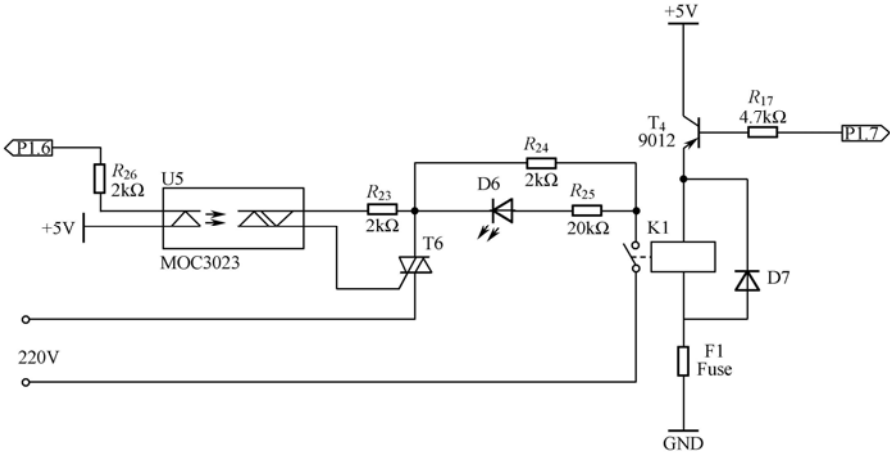 +5V
R17
4.7kΩ
T4
9012
P1.7
P1.6
R26
2kΩ
U5
R24
2kΩ
R23
2kΩ
D6
R25
20kΩ
+5V
K1
MOC3023
T6
D7
220V
F1
Fuse
GND